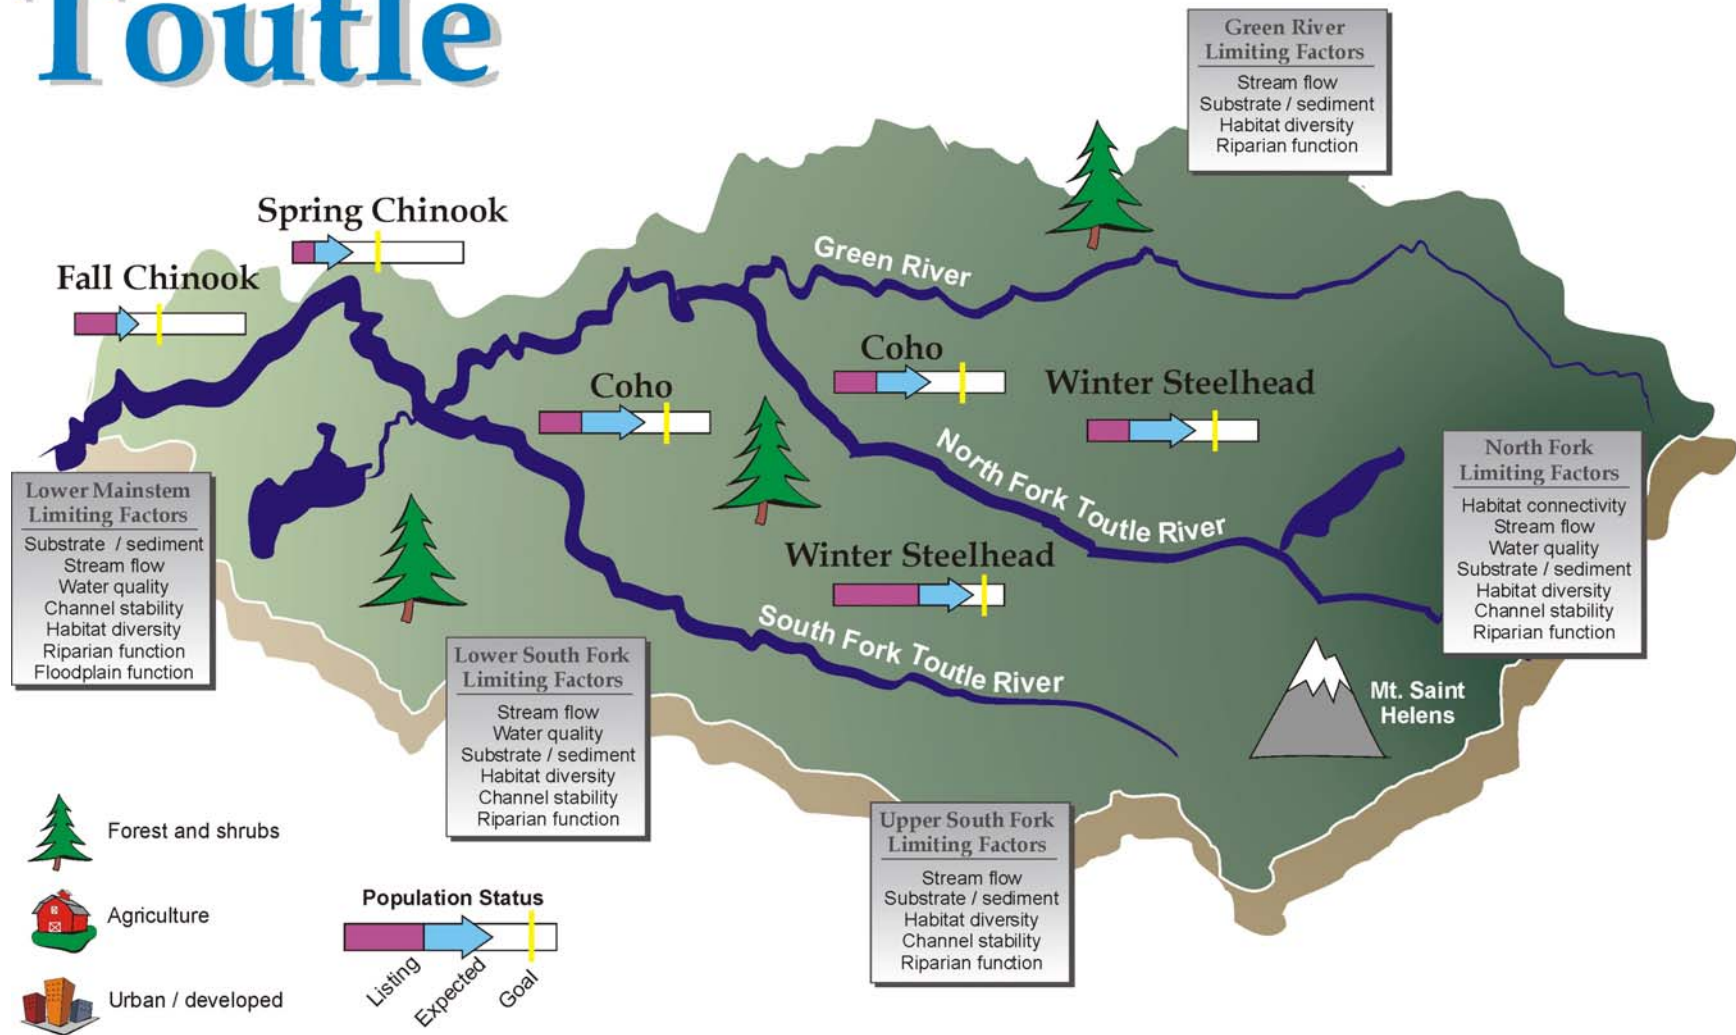 Toutle
Green River
Limiting Factors
Stream flow
Substrate / sediment
Habitat diversity
Riparian function
Spring Chinook
Fall Chinook
Green River
Coho
Coho
Winter Steelhead
North Fork Toutle River
Winter Steelhead
South Fork Toutle River
North Fork
Limiting Factors
Habitat connectivity
Stream flow
Water quality
Substrate / sediment
Habitat diversity
Channel stability
Riparian function
Lower Mainstem
Limiting Factors
Substrate / sediment
Stream flow
Water quality
Channel stability
Habitat diversity
Riparian function
Floodplain function
Lower South Fork
Limiting Factors
Stream flow
Water quality
Substrate / sediment
Habitat diversity
Channel stability
Riparian function
Mt. Saint
Helens
Upper South Fork
Limiting Factors
Stream flow
Substrate / sediment
Habitat diversity
Channel stability
Riparian function
Forest and shrubs
Agriculture
Urban / developed
Population Status
Listing
Expected
Goal